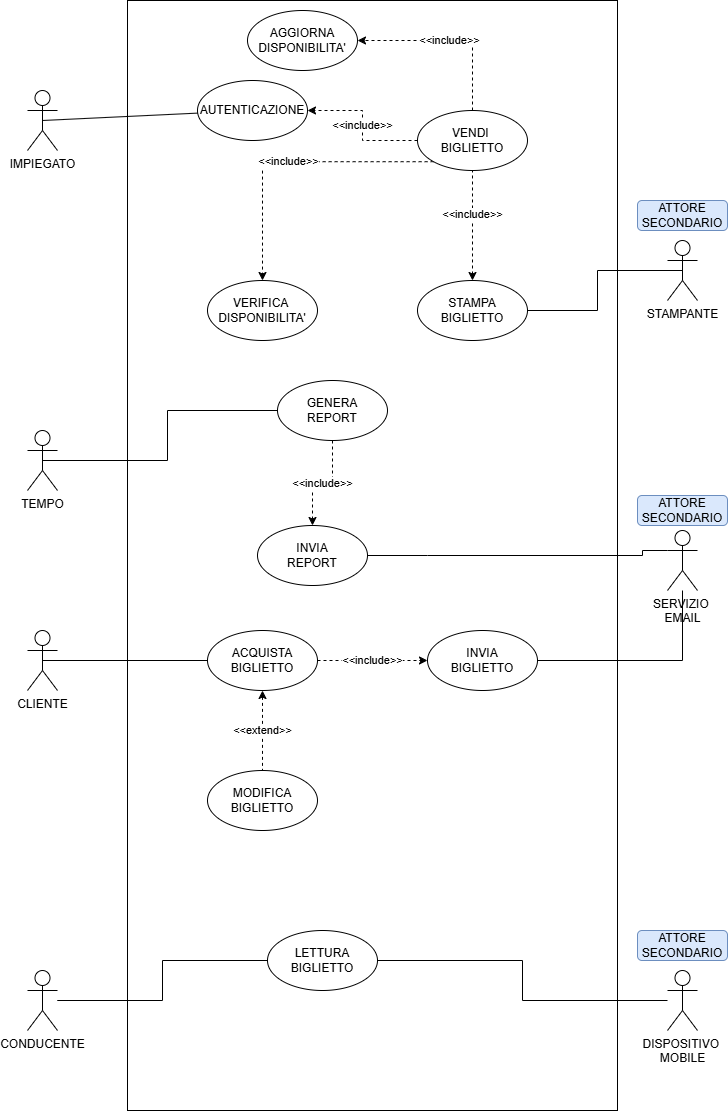 AGGIORNA
DISPONIBILITA'
<<include>>
AUTENTICAZIONE
<<include>>
VENDI
BIGLIETTO
IMPIEGATO
<<include>>
<<include>>
ATTORE
SECONDARIO
VERIFICA
DISPONIBILITA'
STAMPA
BIGLIETTO
STAMPANTE
GENERA
REPORT
TEMPO
<<include>>
ATTORE
SECONDARIO
INVIA
REPORT
SERVIZIO
EMAIL
ACQUISTA
BIGLIETTO
<<include>>
INVIA
BIGLIETTO
CLIENTE
<<extend>>
MODIFICA
BIGLIETTO
LETTURA
BIGLIETTO
ATTORE
SECONDARIO
CONDUCENTE
DISPOSITIVO
MOBILE